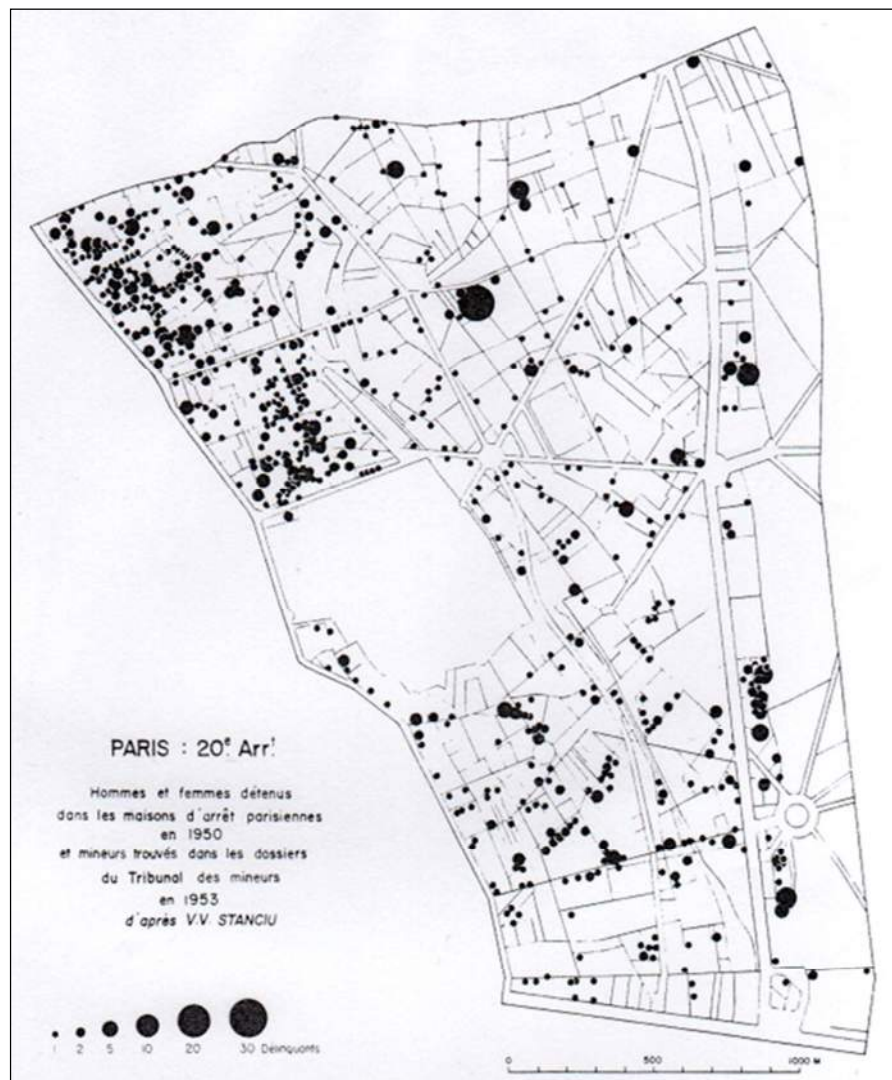 PARIS : 20e Arrt
Hommes et femmes détenus
dans les maisons d'arrêt parisiennes
en 1950
et mineurs trouvés dans les dossiers
du Tribunal des mineurs
en 1953
d'après V.V. STANCIU
1 2 5 10 20 30 Délinquants
0 500 1000 M